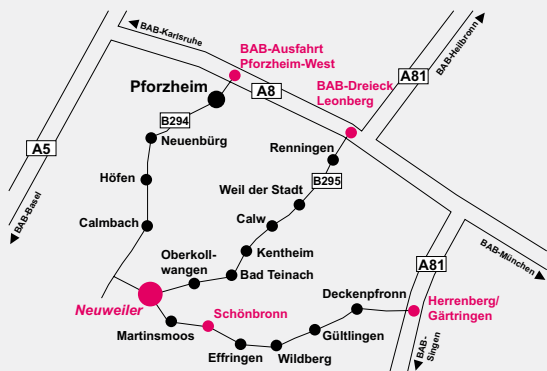 BAB-Karlsruhe
BAB-Ausfahrt
Pforzheim-West
BAB-Heilbronn
A81
BAB-Dreieck
Leonberg
Pforzheim
A8
B294
Neuenbürg
A5
Renningen
Höfen
B295
Weil der Stadt
BAB-Basel
Calmbach
Calw
Kentheim
Oberkoll-
wangen
Bad Teinach
A81
BAB-München
Neuweiler
Deckenpfronn
Herrenberg/
Gärtringen
Schönbronn
Martinsmoos
Gültlingen
Effringen
Wildberg
BAB-
Singen